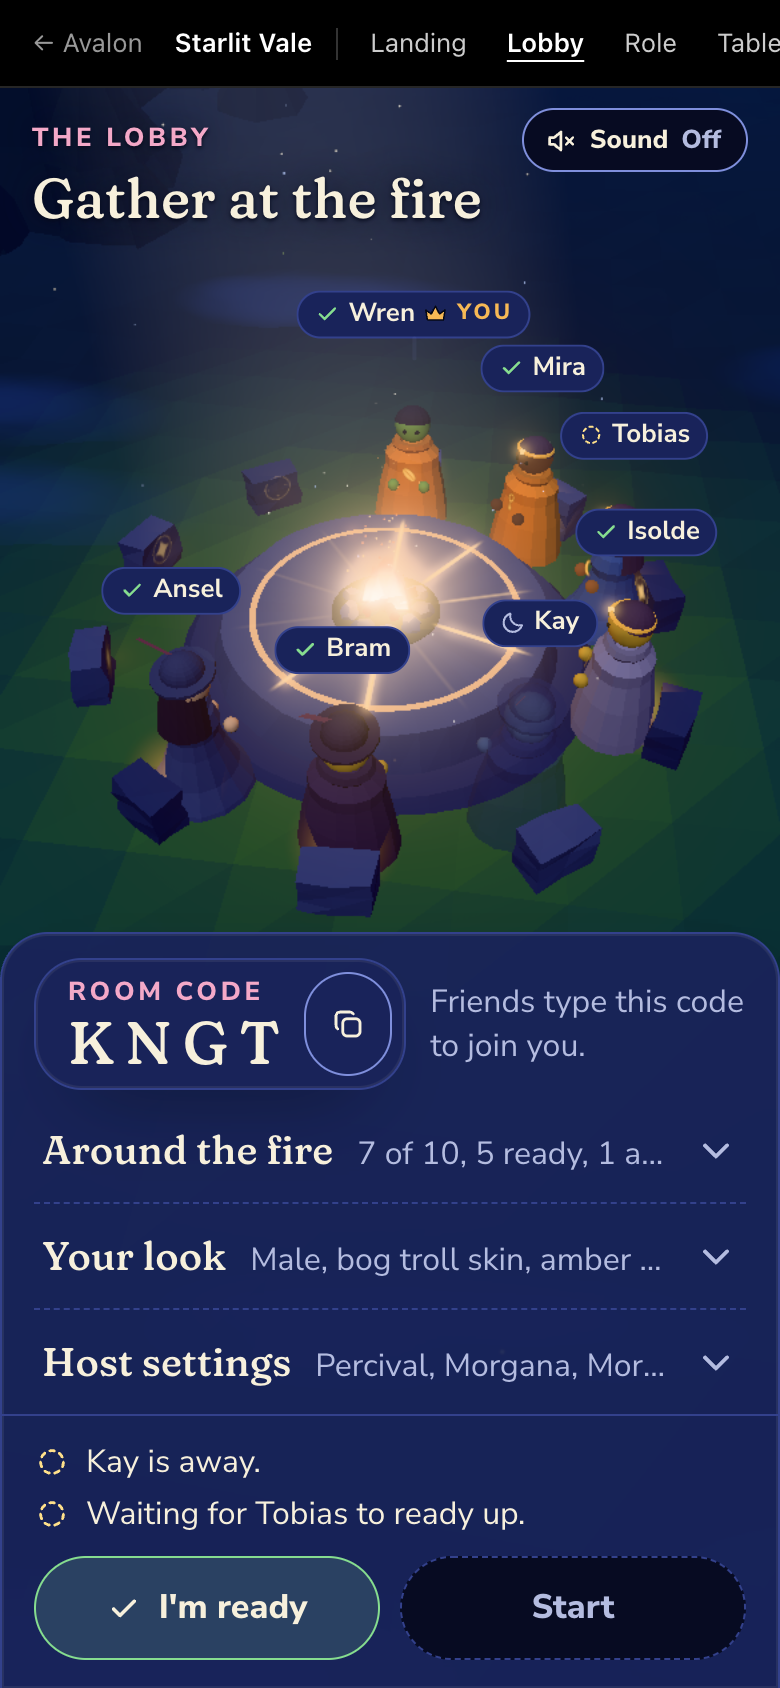 ← Avalon Starlit Vale Landing Lobby Role Table
THE LOBBY
Sound Off
Gather at the fire
Wren YOU
Mira
Tobias
Isolde
Ansel
Kay
Bram
ROOM CODE
KNGT
Friends type this code
to join you.
Around the fire 7 of 10, 5 ready, 1 a...
Your look Male, bog troll skin, amber ...
Host settings Percival, Morgana, Mor...
Kay is away.
Waiting for Tobias to ready up.
I'm ready Start